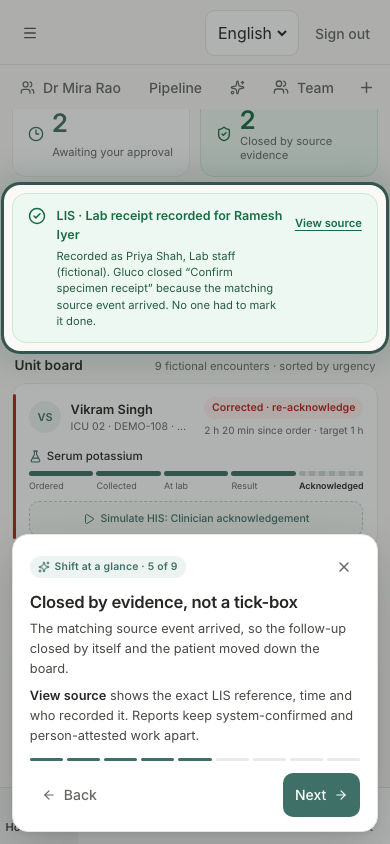 English
Sign out
Dr Mira Rao
Pipeline
Team
2
Awaiting your approval
2
Closed by source
evidence
LIS · Lab receipt recorded for Ramesh
Iyer
View source
Recorded as Priya Shah, Lab staff
(fictional). Gluco closed “Confirm
specimen receipt” because the matching
source event arrived. No one had to mark
it done.
Unit board
9 fictional encounters · sorted by urgency
VS
Vikram Singh
Corrected · re-acknowledge
ICU 02 · DEMO-108 · ...
2 h 20 min since order · target 1 h
Serum potassium
Ordered
Collected
At lab
Result
Acknowledged
Simulate HIS: Clinician acknowledgement
Shift at a glance · 5 of 9
Closed by evidence, not a tick-box
The matching source event arrived, so the follow-up
closed by itself and the patient moved down the
board.
View source shows the exact LIS reference, time and
who recorded it. Reports keep system-confirmed and
person-attested work apart.
Back
Next